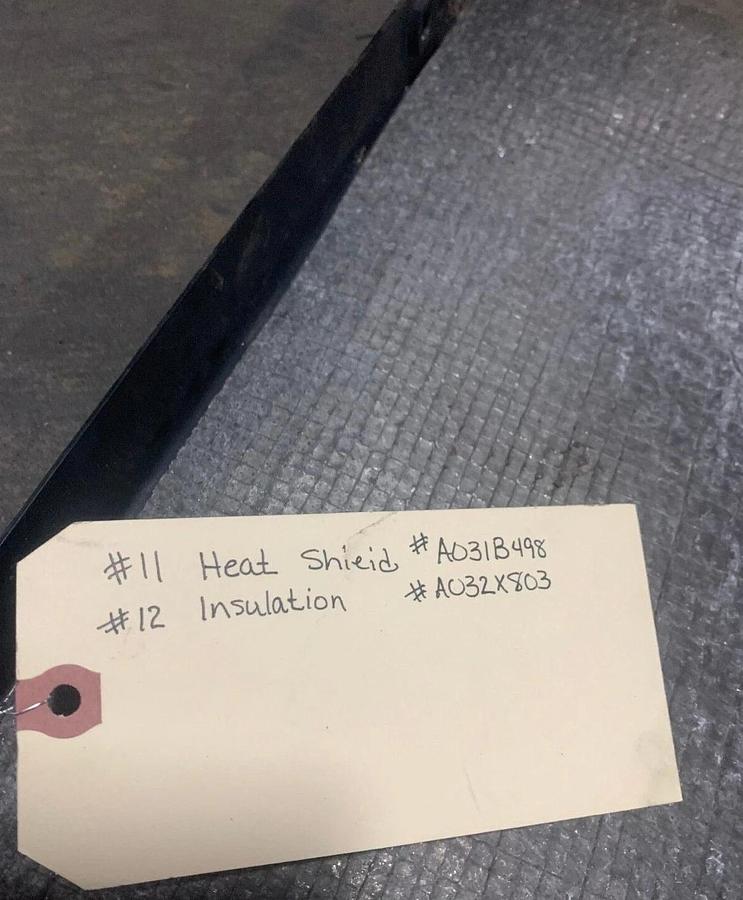 #11 Heat Shieid #A031B498
#12 Insulation #A032X803